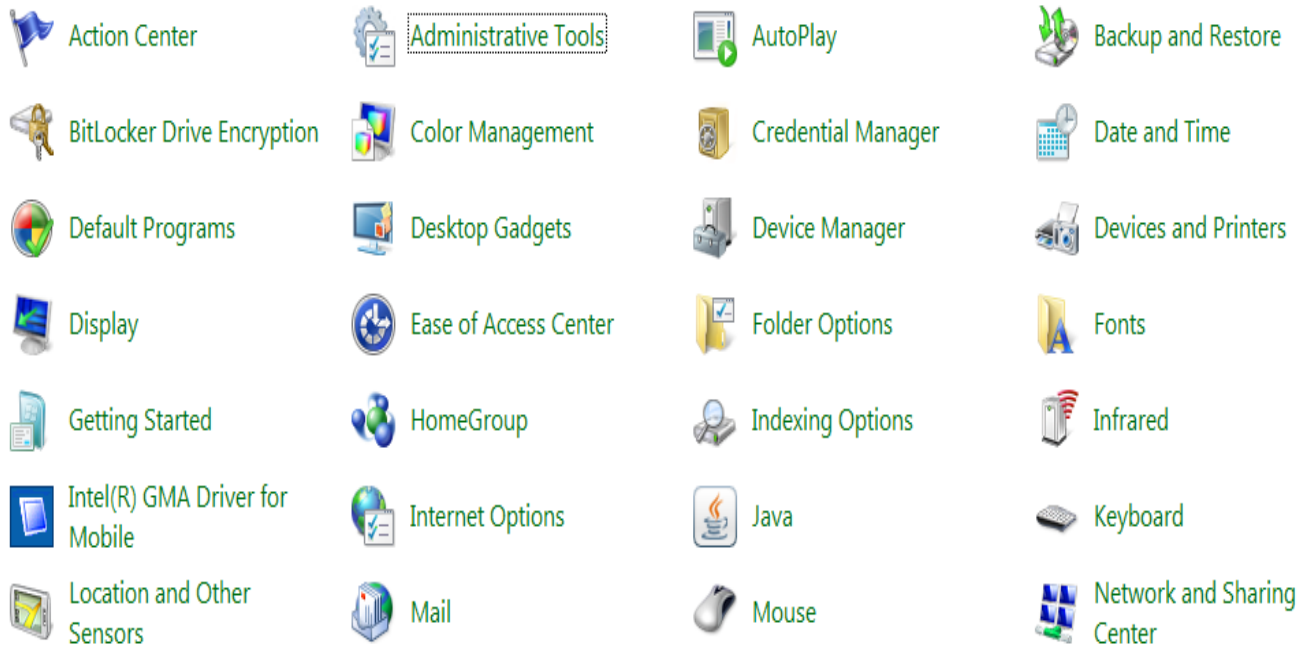 Action Center
Administrative Tools
AutoPlay
Backup and Restore
BitLocker Drive Encryption
Color Management
Credential Manager
Date and Time
Default Programs
Desktop Gadgets
Device Manager
Devices and Printers
Display
Ease of Access Center
Folder Options
Fonts
Getting Started
HomeGroup
Indexing Options
Infrared
Intel(R) GMA Driver for
Mobile
Internet Options
Java
Keyboard
Location and Other
Sensors
Mail
Mouse
Network and Sharing
Center